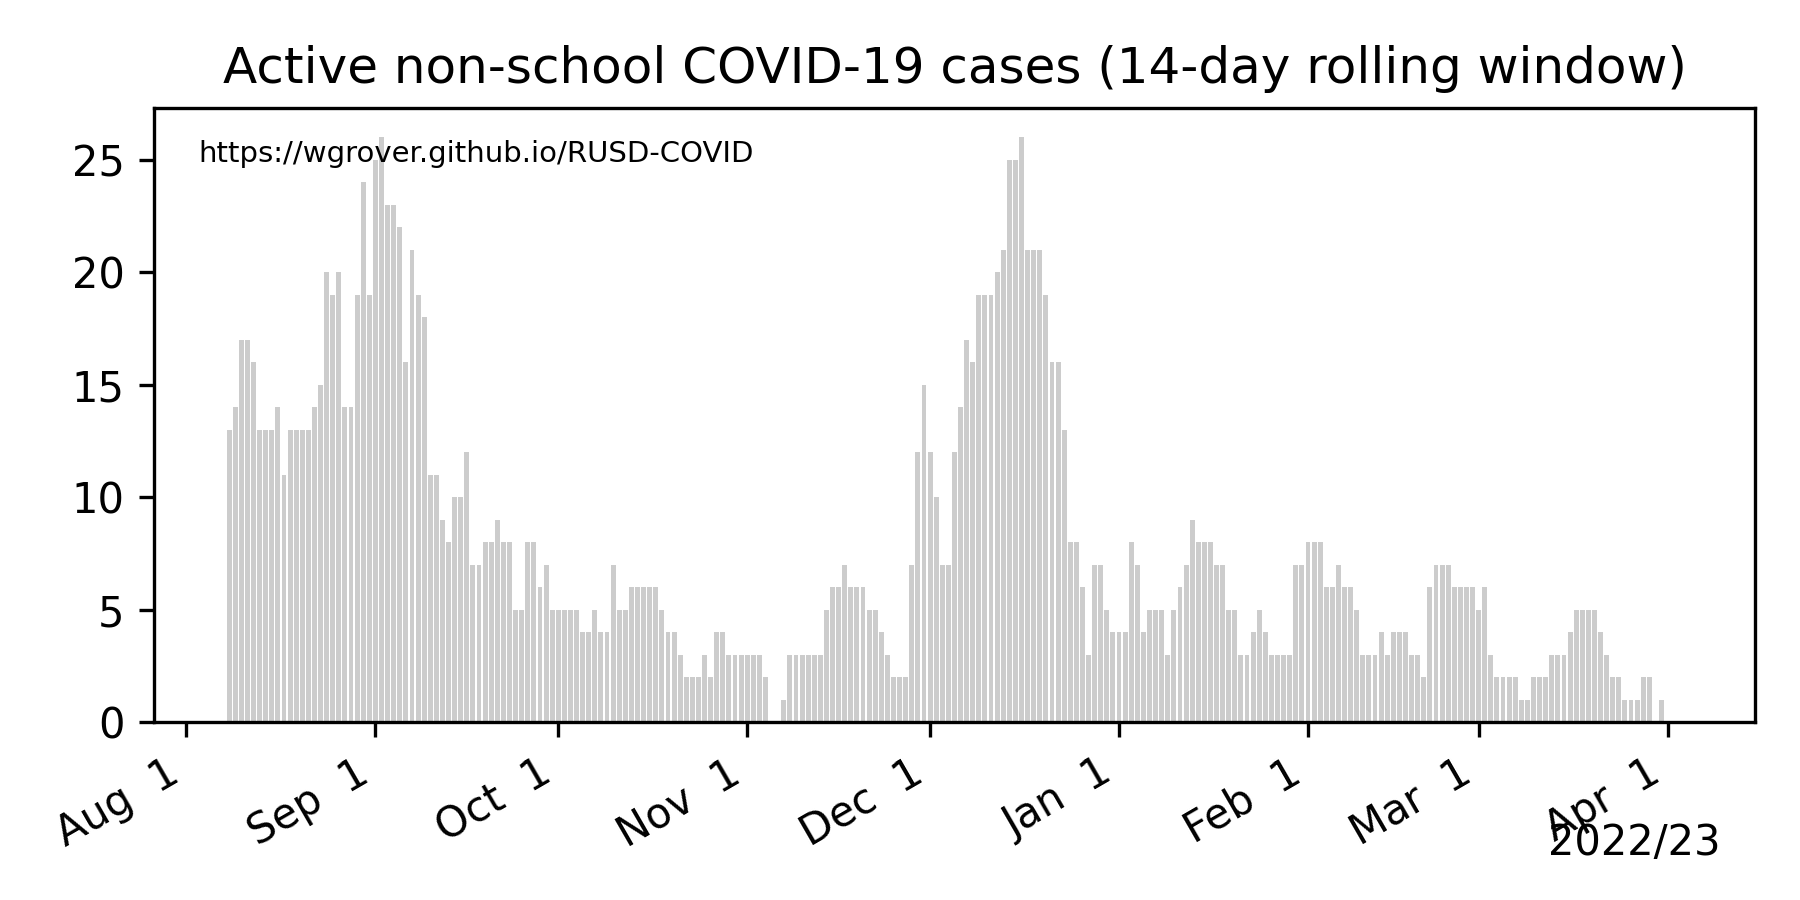 Active non-school COVID-19 cases (14-day rolling window)
https://wgrover.github.io/RUSD-COVID
25
20
15
10
5
0
Aug 1
Sep 1
Oct 1
Nov 1
Dec 1
Jan 1
Feb 1
Mar 1
Apr 1
2022/23